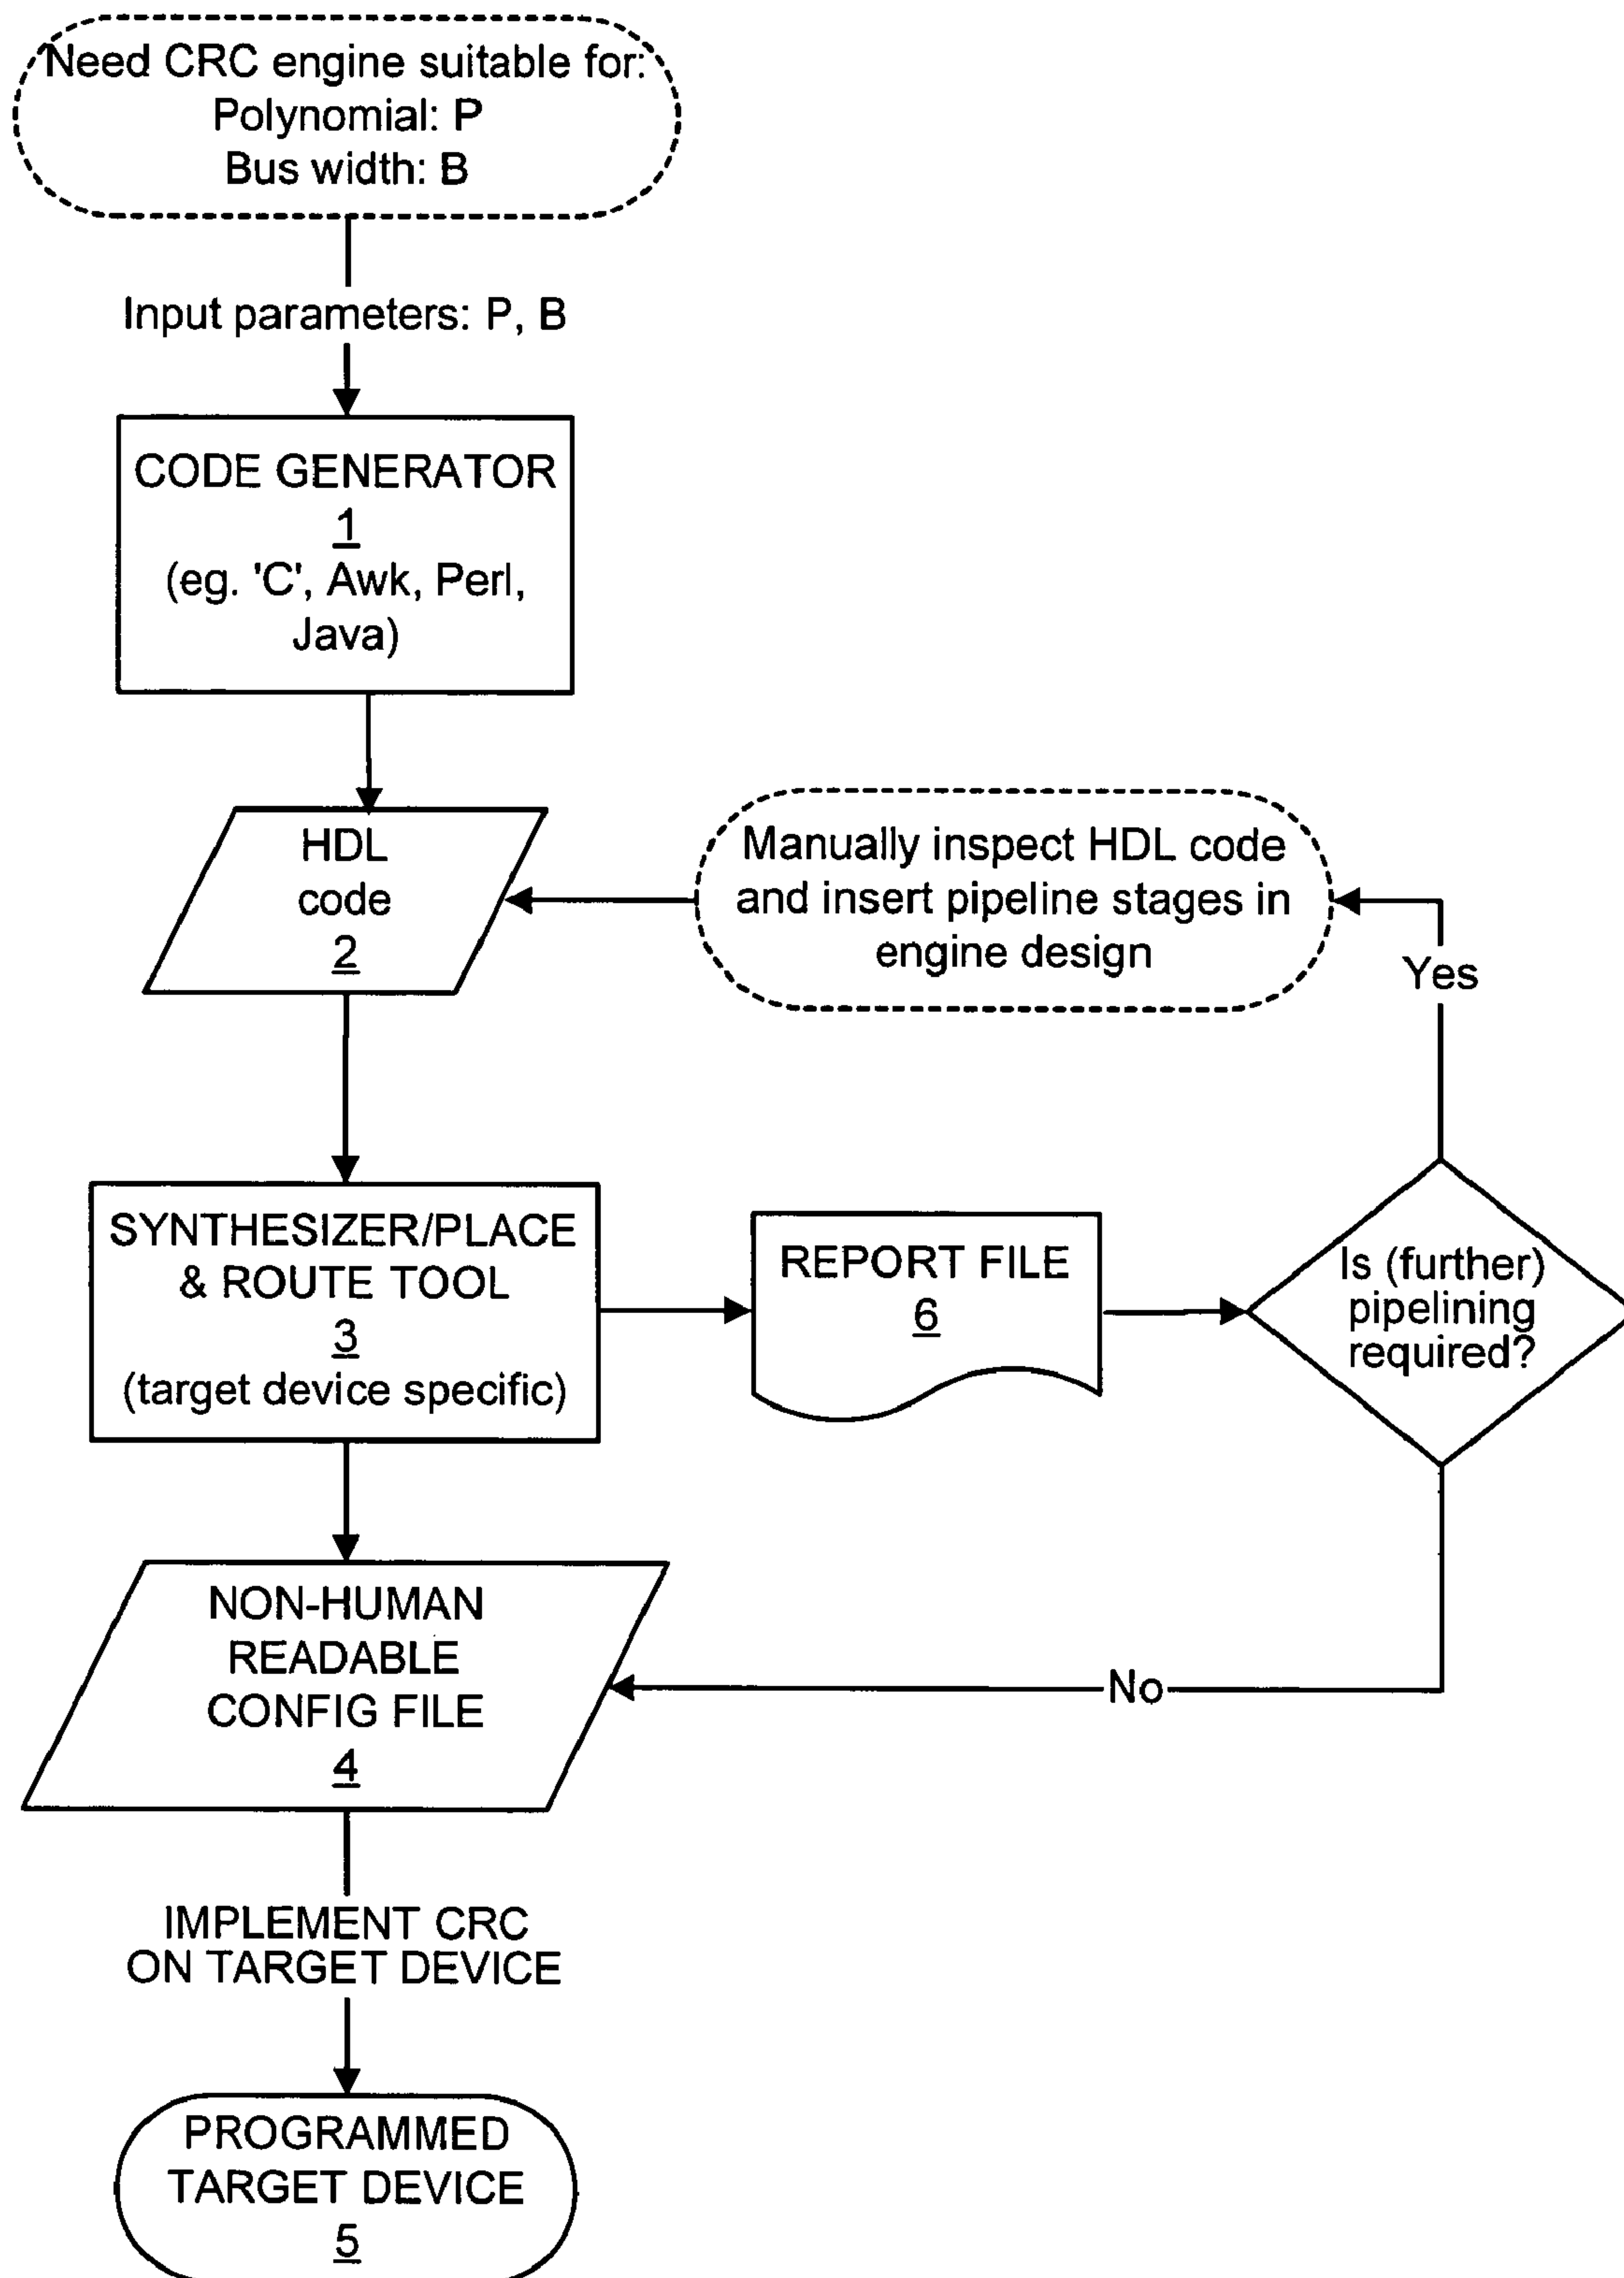 Need CRC engine suitable for:
Polynomial: P
Bus width: B
Input parameters: P, B
CODE GENERATOR
1
(eg. 'C', Awk, Perl,
Java)
HDL
code
2
Manually inspect HDL code
and insert pipeline stages in
engine design
Yes
SYNTHESIZER/PLACE
& ROUTE TOOL
3
(target device specific)
REPORT FILE
6
Is (further)
pipelining
required?
NON-HUMAN
READABLE
CONFIG FILE
4
No
IMPLEMENT CRC
ON TARGET DEVICE
PROGRAMMED
TARGET DEVICE
5